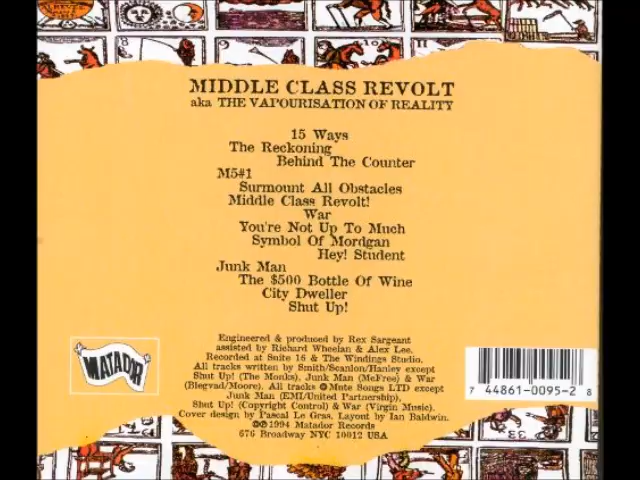 10
11
MIDDLE CLASS REVOLT
aka THE VAPOURISATION OF REALITY
15 Ways
The Reckoning
Behind The Counter
M5#1
Surmount All Obstacles
Middle Class Revolt!
War
You're Not Up To Much
Symbol Of Mordgan
Hey! Student
Junk Man
The $500 Bottle Of Wine
City Dweller
Shut Up!
Engineered & produced by Rex Sargeant
assisted by Richard Wheelan & Alex Lee.
Recorded at Suite 16 & The Windings Studio.
All tracks written by Smith/Scanlon/Hanley except
Shut Up! (The Monks), Junk Man (McFree) & War
(Blegvad/Moore). All tracks © Mute Songs LTD except
Junk Man (EMI/United Partnership),
Shut Up! (Copyright Control) & War (Virgin Music).
Cover design by Pascal Le Gras. Layout by Ian Baldwin.
©℗ 1994 Matador Records
676 Broadway NYC 10012 USA
MATADOR
7 44861-0095-2 8